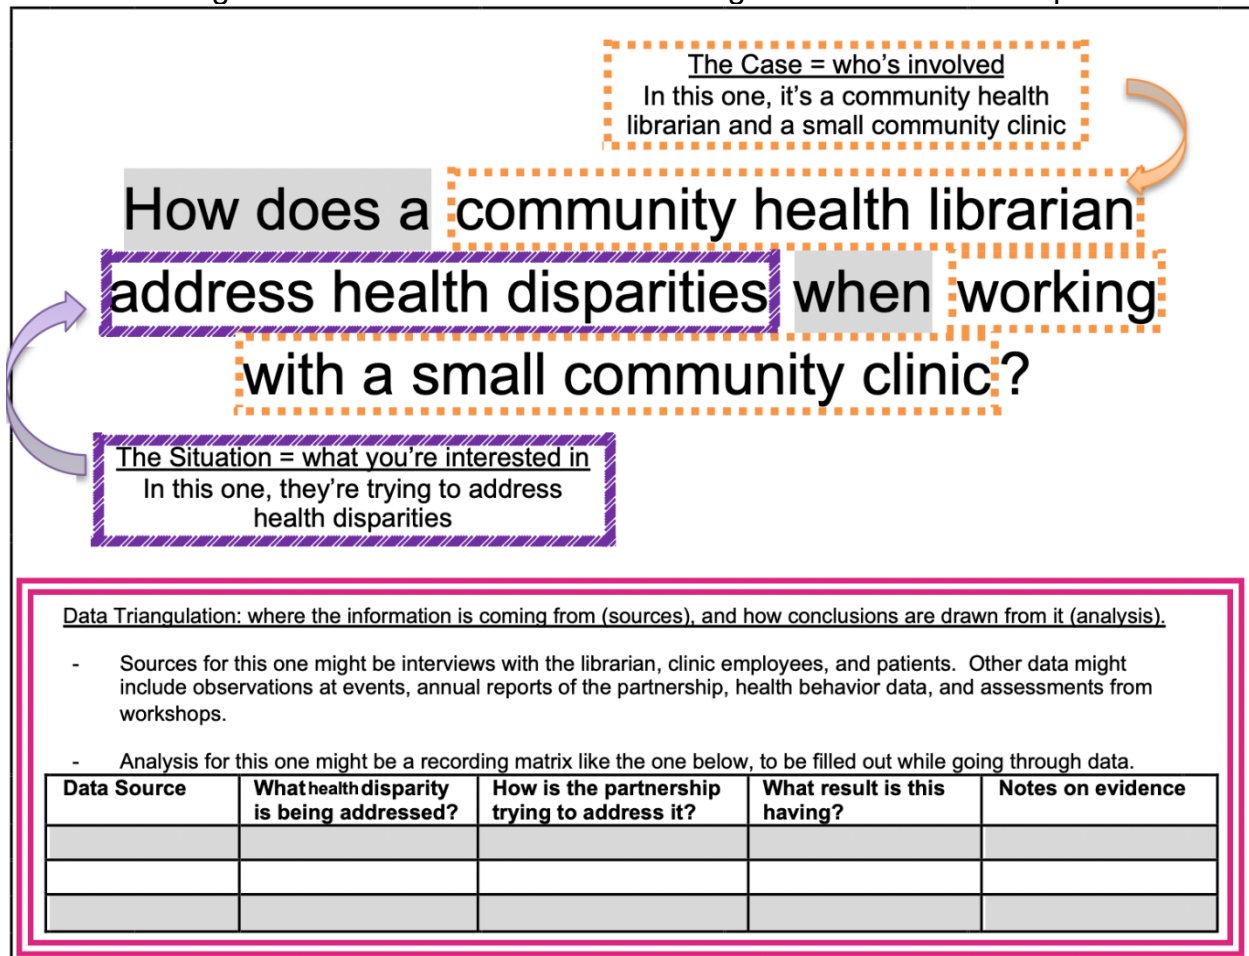 The Case = who's involved
In this one, it's a community health
librarian and a small community clinic
How does a community health librarian
address health disparities when working
with a small community clinic?
The Situation = what you're interested in
In this one, they're trying to address
health disparities
Data Triangulation: where the information is coming from (sources), and how conclusions are drawn from it (analysis).
- Sources for this one might be interviews with the librarian, clinic employees, and patients. Other data might
include observations at events, annual reports of the partnership, health behavior data, and assessments from
workshops.
- Analysis for this one might be a recording matrix like the one below, to be filled out while going through data.
Data Source What health disparity How is the partnership What result is this Notes on evidence
is being addressed? trying to address it? having?